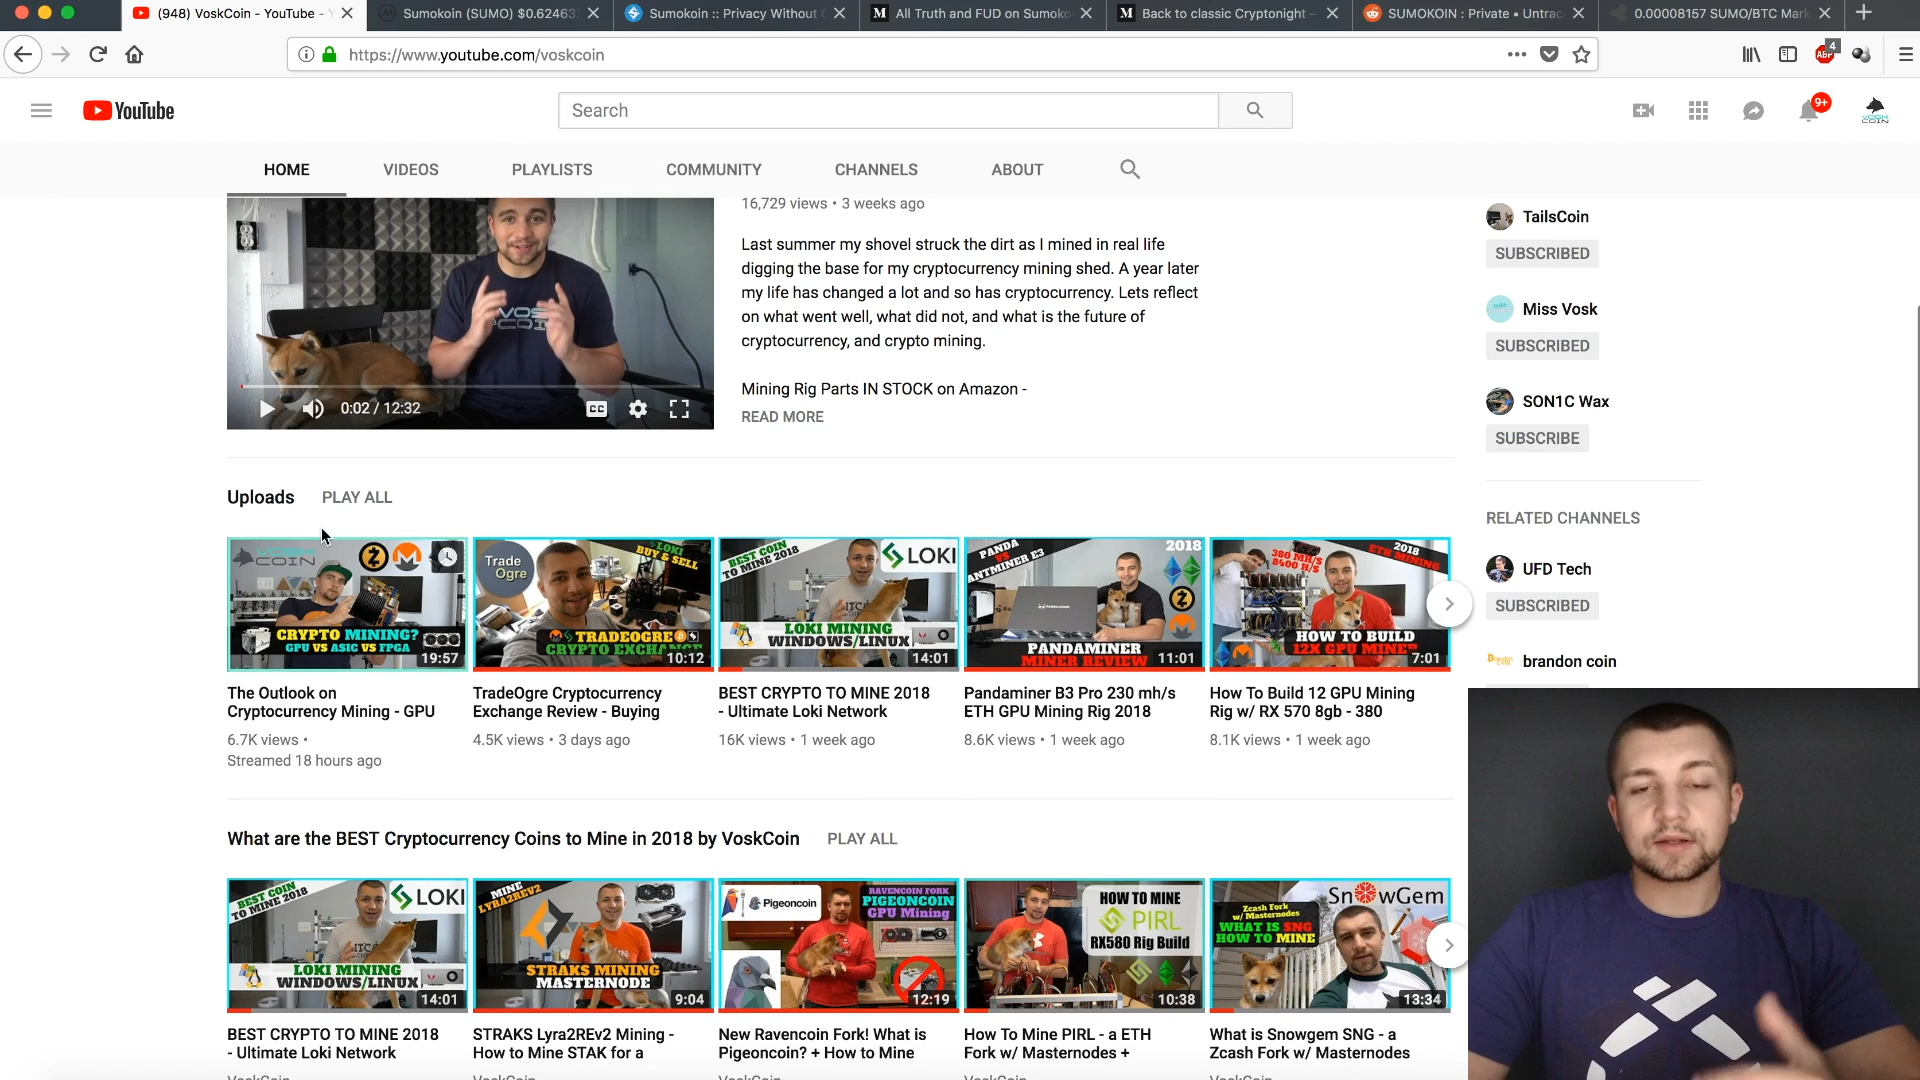 (948) VoskCoin - YouTube -
Sumokoin (SUMO) $0.6246
Sumokoin :: Privacy Without
All Truth and FUD on Sumoko
Back to classic Cryptonight -
SUMOKOIN : Private • Untrac
0.00008157 SUMO/BTC Mark
https://www.youtube.com/voskcoin
ABP
4
YouTube
Search
9+
VOSK
COIN
HOME
VIDEOS
PLAYLISTS
COMMUNITY
CHANNELS
ABOUT
16,729 views • 3 weeks ago
Last summer my shovel struck the dirt as I mined in real life
digging the base for my cryptocurrency mining shed. A year later
my life has changed a lot and so has cryptocurrency. Lets reflect
on what went well, what did not, and what is the future of
cryptocurrency, and crypto mining.
Mining Rig Parts IN STOCK on Amazon -
READ MORE
0:02 / 12:32
CC
TailsCoin
SUBSCRIBED
Miss Vosk
SUBSCRIBED
SON1C Wax
SUBSCRIBE
RELATED CHANNELS
UFD Tech
SUBSCRIBED
brandon coin
Uploads PLAY ALL
VOSK
COIN
CRYPTO MINING?
GPU VS ASIC VS FPGA
19:57
Trade
Ogre
LOKI
BUY & SELL
TRADEOGRE
CRYPTO EXCHANGE
10:12
BEST COIN
TO MINE 2018
LOKI
LOKI MINING
WINDOWS/LINUX
14:01
PANDA
VS
ANTMINER E3
2018
PANDAMINER
MINER REVIEW
11:01
380 MH/S
8400 H/S
2018
ETH MINING
HOW TO BUILD
12X GPU MINER
7:01
The Outlook on
Cryptocurrency Mining - GPU
6.7K views •
Streamed 18 hours ago
TradeOgre Cryptocurrency
Exchange Review - Buying
4.5K views • 3 days ago
BEST CRYPTO TO MINE 2018
- Ultimate Loki Network
16K views • 1 week ago
Pandaminer B3 Pro 230 mh/s
ETH GPU Mining Rig 2018
8.6K views • 1 week ago
How To Build 12 GPU Mining
Rig w/ RX 570 8gb - 380
8.1K views • 1 week ago
What are the BEST Cryptocurrency Coins to Mine in 2018 by VoskCoin PLAY ALL
BEST COIN
TO MINE 2018
LOKI
LOKI MINING
WINDOWS/LINUX
14:01
MINE
LYRA2REV2
STRAKS MINING
MASTERNODE
9:04
Pigeoncoin
RAVENCOIN FORK
PIGEONCOIN
GPU Mining
12:19
HOW TO MINE
PIRL
RX580 Rig Build
10:38
SnowGem
Zcash Fork
w/ Masternodes
WHAT IS SNG
HOW TO MINE
13:34
BEST CRYPTO TO MINE 2018
- Ultimate Loki Network
STRAKS Lyra2REv2 Mining -
How to Mine STAK for a
New Ravencoin Fork! What is
Pigeoncoin? + How to Mine
How To Mine PIRL - a ETH
Fork w/ Masternodes +
What is Snowgem SNG - a
Zcash Fork w/ Masternodes